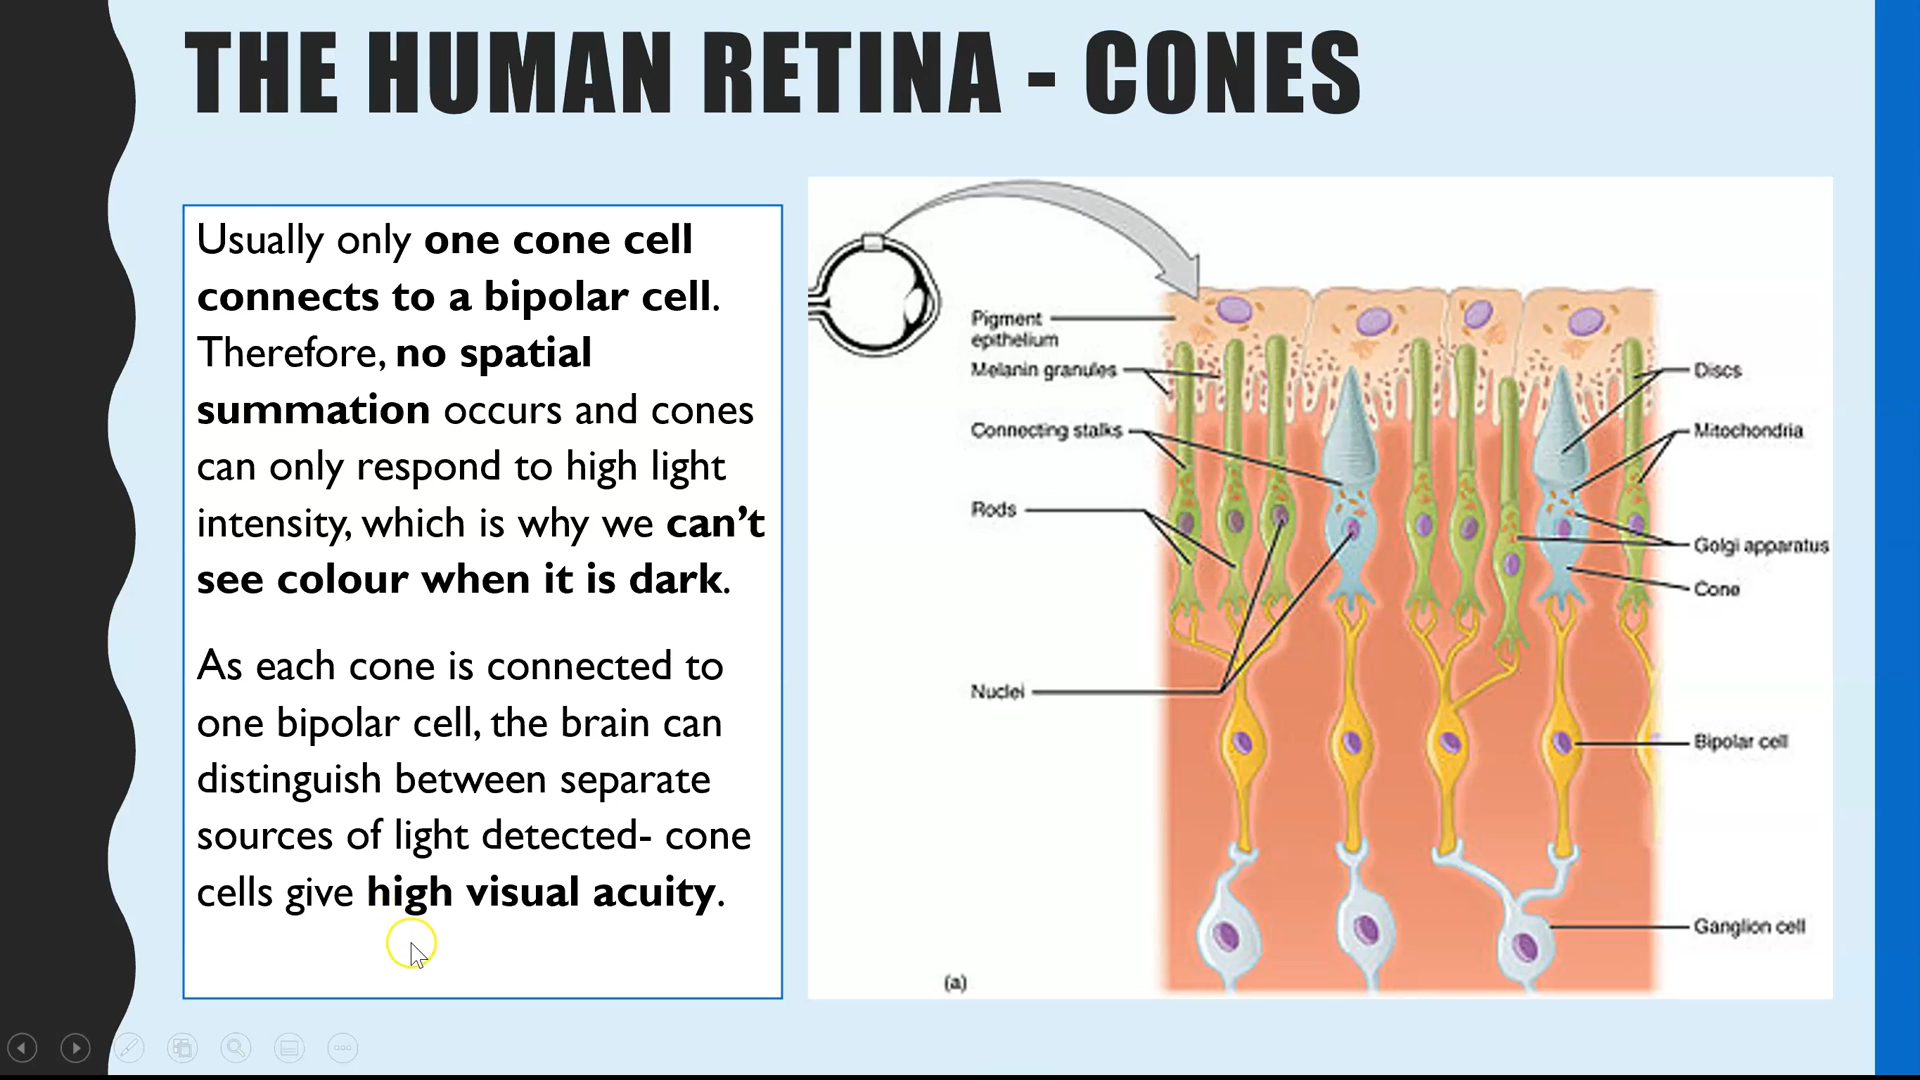 THE HUMAN RETINA - CONES
Usually only one cone cell
connects to a bipolar cell.
Therefore, no spatial
summation occurs and cones
can only respond to high light
intensity, which is why we can't
see colour when it is dark.
As each cone is connected to
one bipolar cell, the brain can
distinguish between separate
sources of light detected- cone
cells give high visual acuity.
Pigment
epithelium
Melanin granules
Connecting stalks
Rods
Nuclei
(a)
Discs
Mitochondria
Golgi apparatus
Cone
Bipolar cell
Ganglion cell